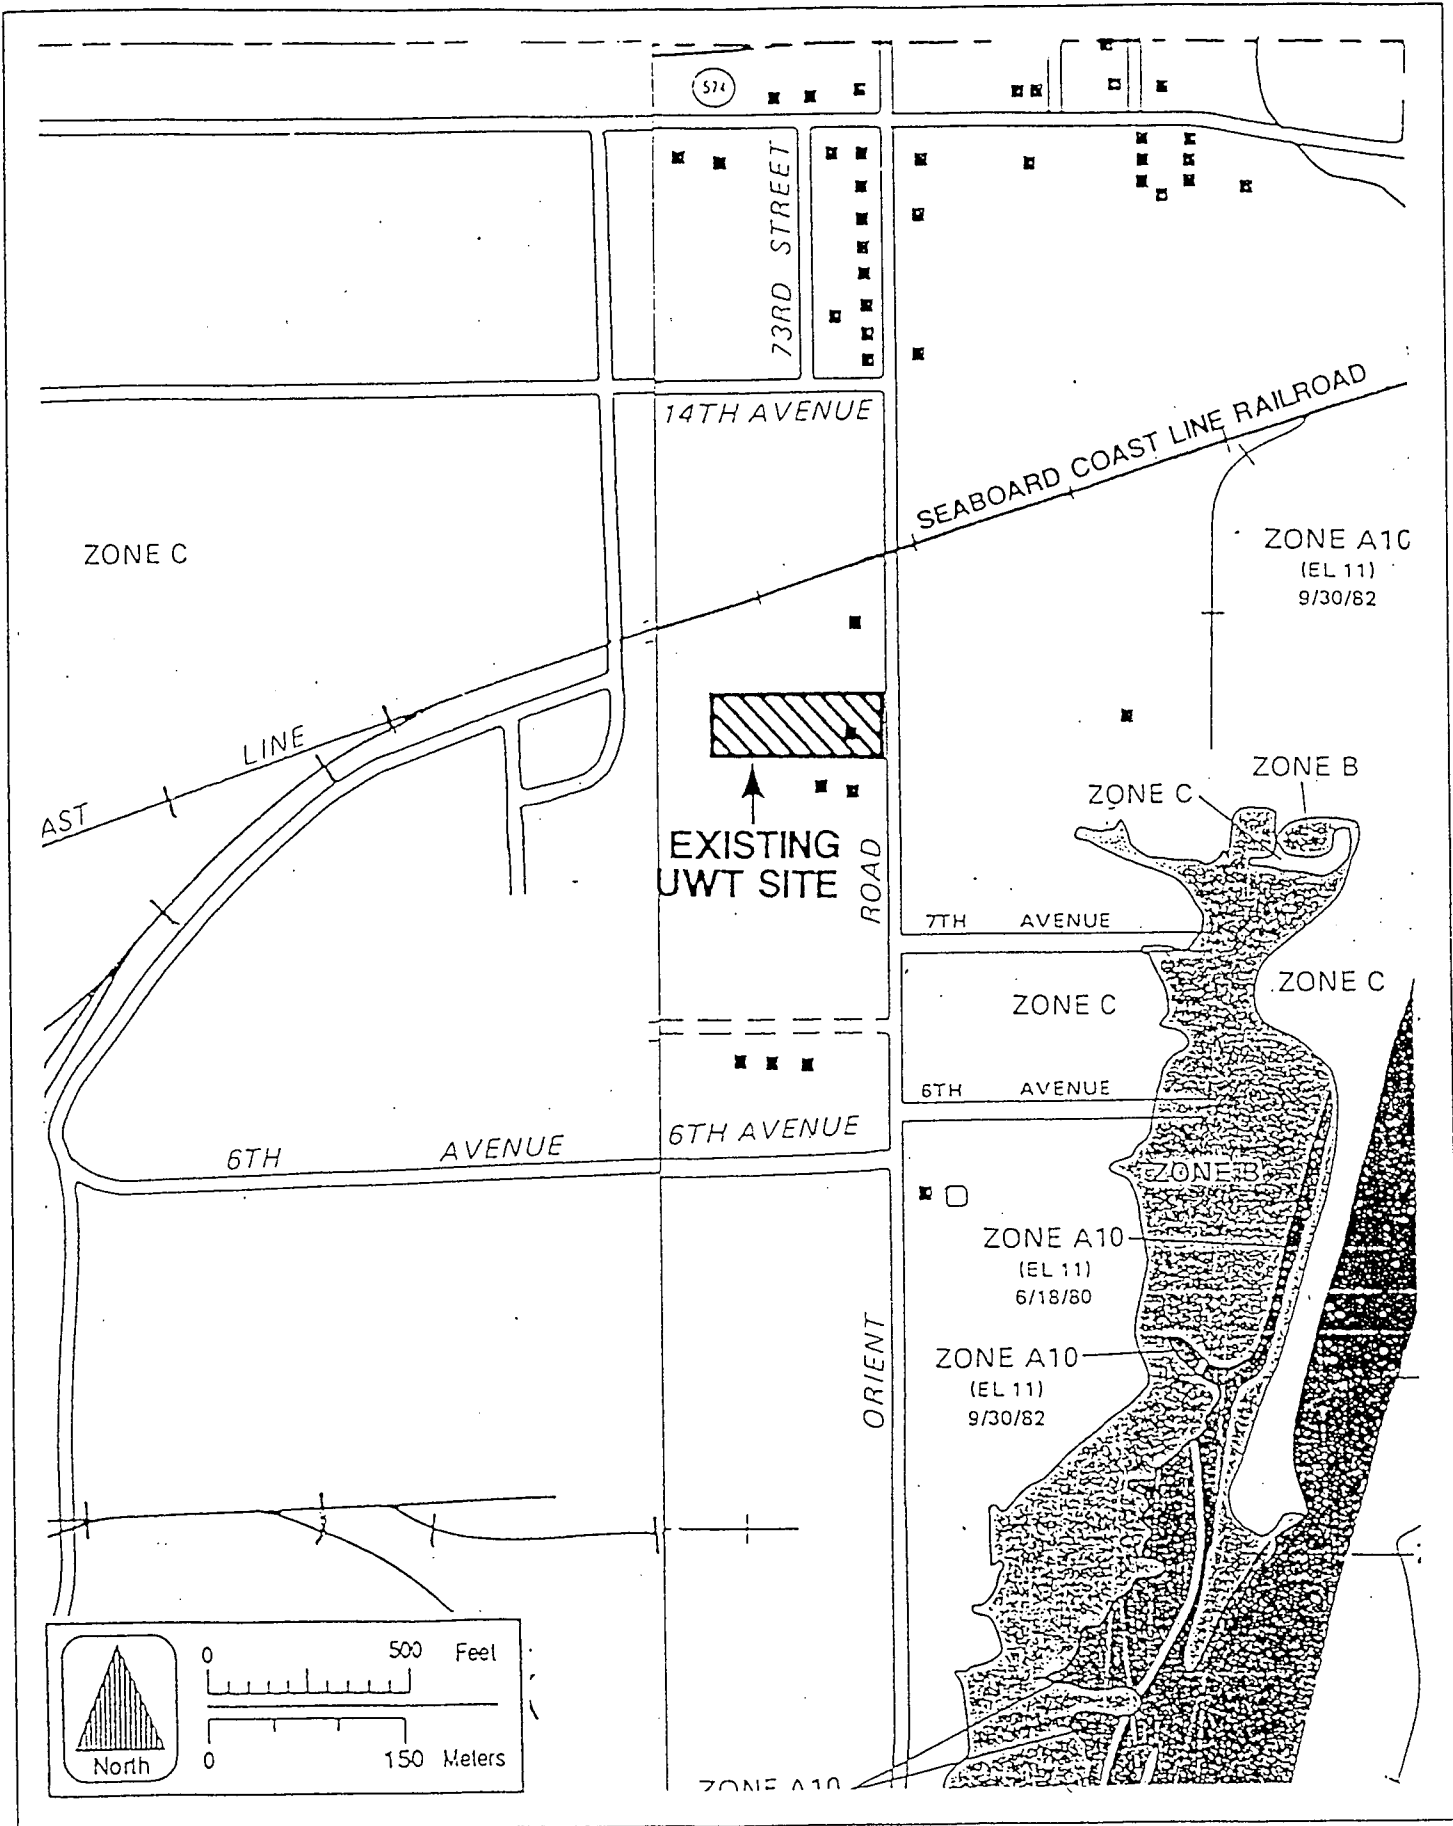 574
73RD STREET
14TH AVENUE
SEABOARD COAST LINE RAILROAD
ZONE C
ZONE A10
(EL 11)
9/30/82
LINE
AST
ZONE B
ZONE C
EXISTING
UWT SITE
ROAD
7TH AVENUE
ZONE C
ZONE C
6TH AVENUE
6TH AVENUE
6TH AVENUE
ZONE B
ZONE A10
(EL 11)
6/18/80
ORIENT
ZONE A10
(EL 11)
9/30/82
0 500 Feet
0 150 Meters
North
ZONE A10